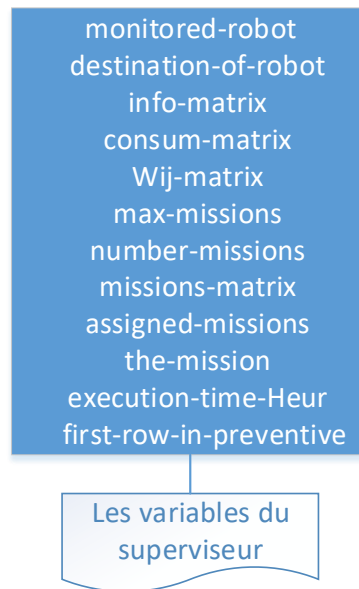 monitored-robot
destination-of-robot
info-matrix
consum-matrix
Wij-matrix
max-missions
number-missions
missions-matrix
assigned-missions
the-mission
execution-time-Heur
first-row-in-preventive
Les variables du
superviseur